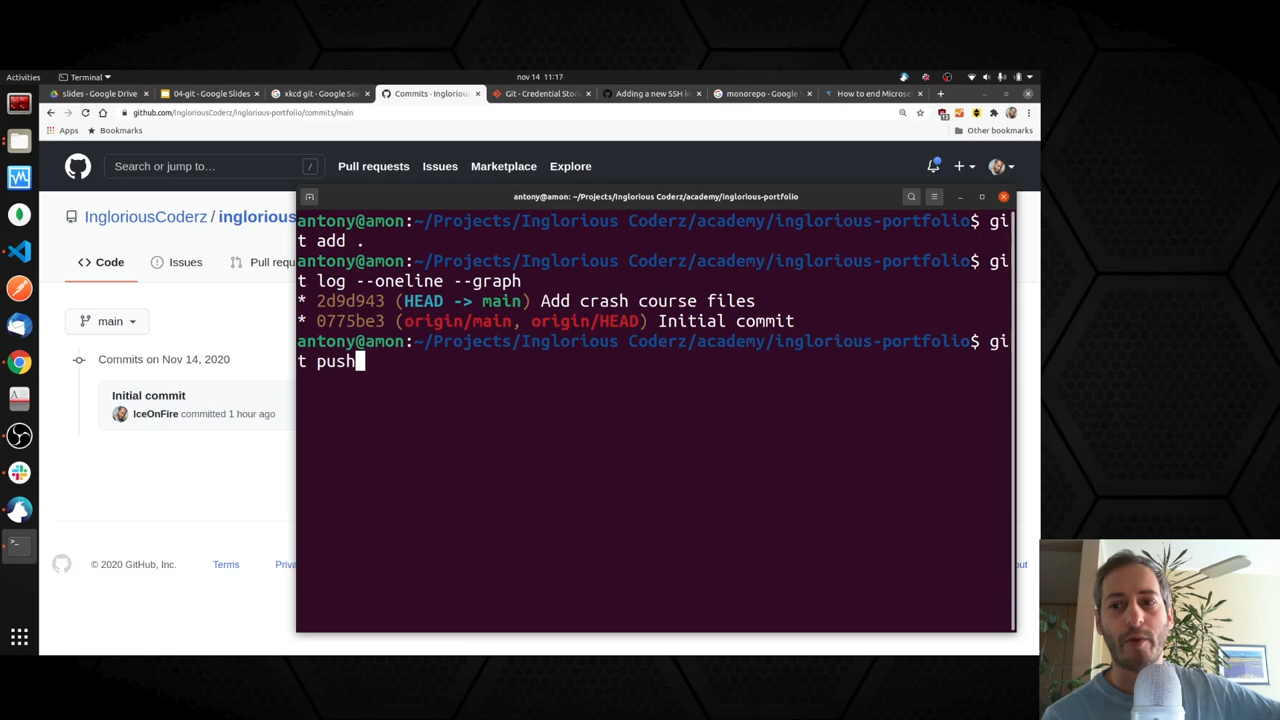 Activities
Terminal
nov 14 11:17
slides - Google Drive
04-git - Google Slides
xkcd git - Google Sea
Commits · Ingloriou
Git - Credential Stora
Adding a new SSH k
monorepo - Google
How to end Micros
github.com/IngloriousCoderz/inglorious-portfolio/commits/main
Apps
Bookmarks
Other bookmarks
Search or jump to...
/
Pull requests
Issues
Marketplace
Explore
IngloriousCoderz / inglorious
Code
Issues
Pull requ
main
Commits on Nov 14, 2020
Initial commit
IceOnFire committed 1 hour ago
© 2020 GitHub, Inc.
Terms
Priva
out
antony@amon: ~/Projects/Inglorious Coderz/academy/inglorious-portfolio
antony@amon:~/Projects/Inglorious Coderz/academy/inglorious-portfolio$ gi
t add .
antony@amon:~/Projects/Inglorious Coderz/academy/inglorious-portfolio$ gi
t log --oneline --graph
* 2d9d943 (HEAD -> main) Add crash course files
* 0775be3 (origin/main, origin/HEAD) Initial commit
antony@amon:~/Projects/Inglorious Coderz/academy/inglorious-portfolio$ gi
t push